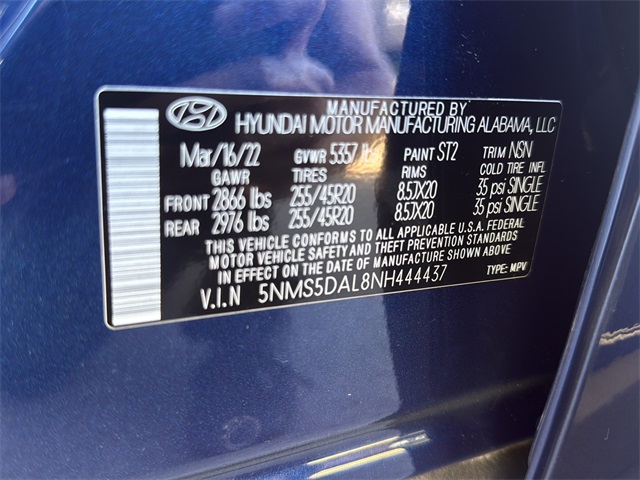 MANUFACTURED BY
HYUNDAI MOTOR MANUFACTURING ALABAMA, LLC
Mar/16/22 GVWR 5357 lbs PAINT ST2 TRIM NSN
GAWR TIRES RIMS COLD TIRE INFL
FRONT 2866 lbs 255/45R20 8.5JX20 35 psi SINGLE
REAR 2976 lbs 255/45R20 8.5JX20 35 psi SINGLE
THIS VEHICLE CONFORMS TO ALL APPLICABLE U.S.A. FEDERAL
MOTOR VEHICLE SAFETY AND THEFT PREVENTION STANDARDS
IN EFFECT ON THE DATE OF MANUFACTURE SHOWN ABOVE
V.I.N 5NMS5DAL8NH444437 TYPE: MPV